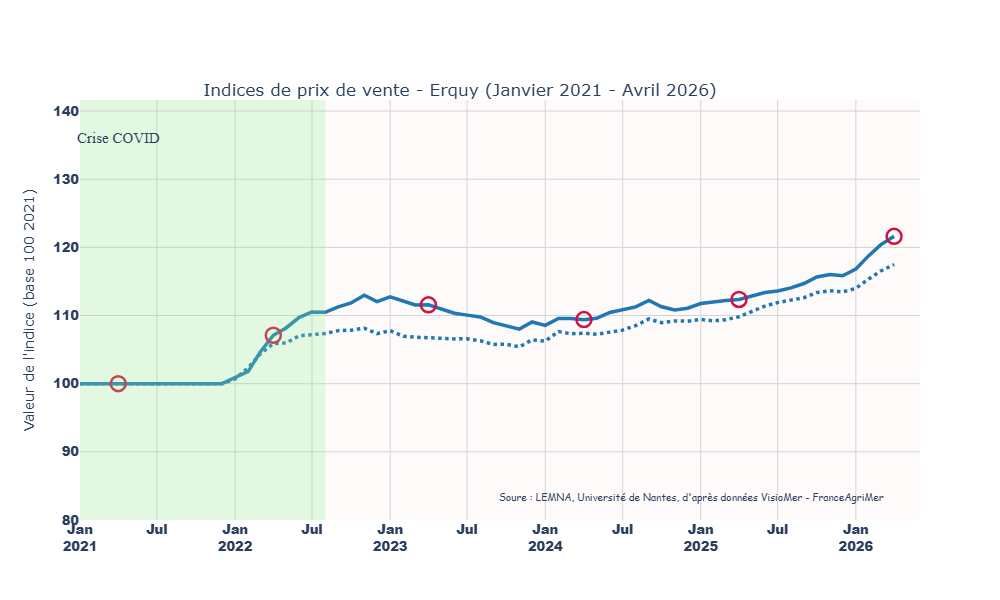 Indices de prix de vente - Erquy (Janvier 2021 - Avril 2026)
140
Crise COVID
130
120
110
100
90
80
Valeur de l'indice (base 100 2021)
Soure : LEMNA, Université de Nantes, d'après données VisioMer - FranceAgriMer
Jan Jul Jan Jul Jan Jul Jan Jul Jan Jul Jan
2021 2022 2023 2024 2025 2026